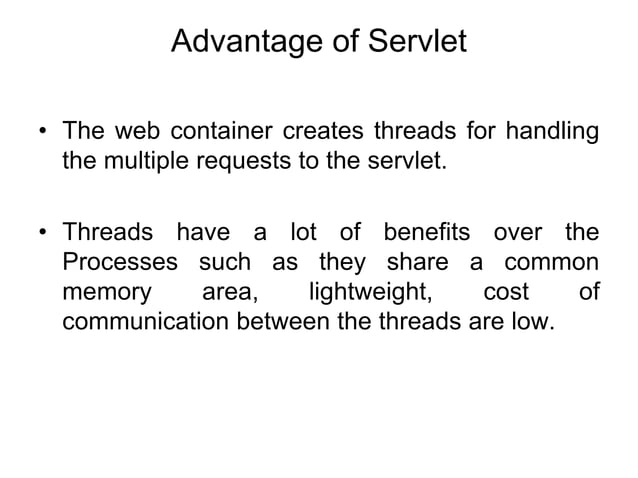 Advantage of Servlet
• The web container creates threads for handling
the multiple requests to the servlet.
• Threads have a lot of benefits over the
Processes such as they share a common
memory area, lightweight, cost of
communication between the threads are low.